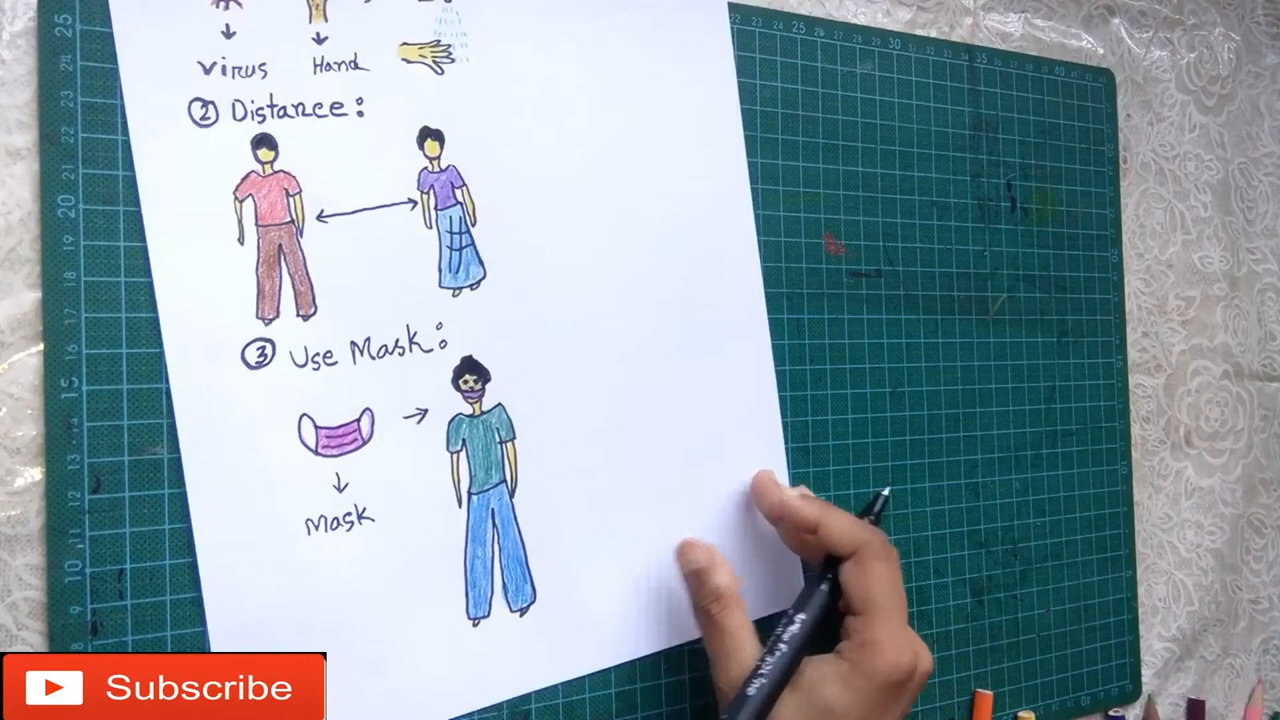 virus Hand
② Distance:
③ Use Mask:
Mask
Subscribe